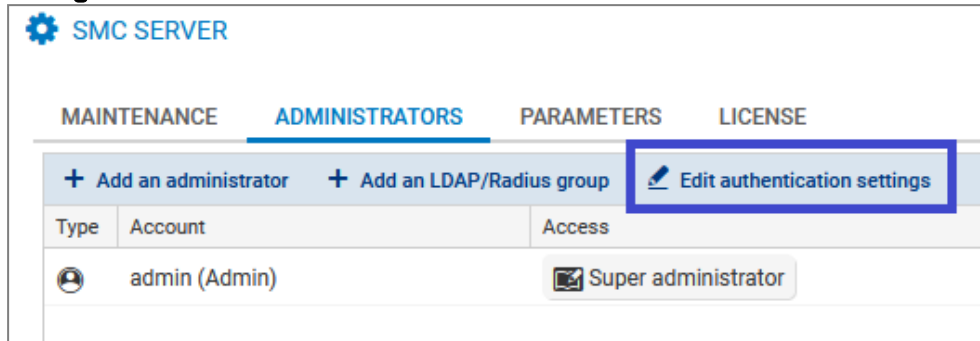 SMC SERVER
MAINTENANCE ADMINISTRATORS PARAMETERS LICENSE
+ Add an administrator + Add an LDAP/Radius group Edit authentication settings
Type Account Access
admin (Admin) Super administrator